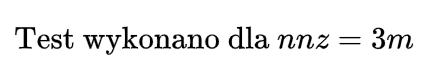 Test wykonano dla nnz = 3m